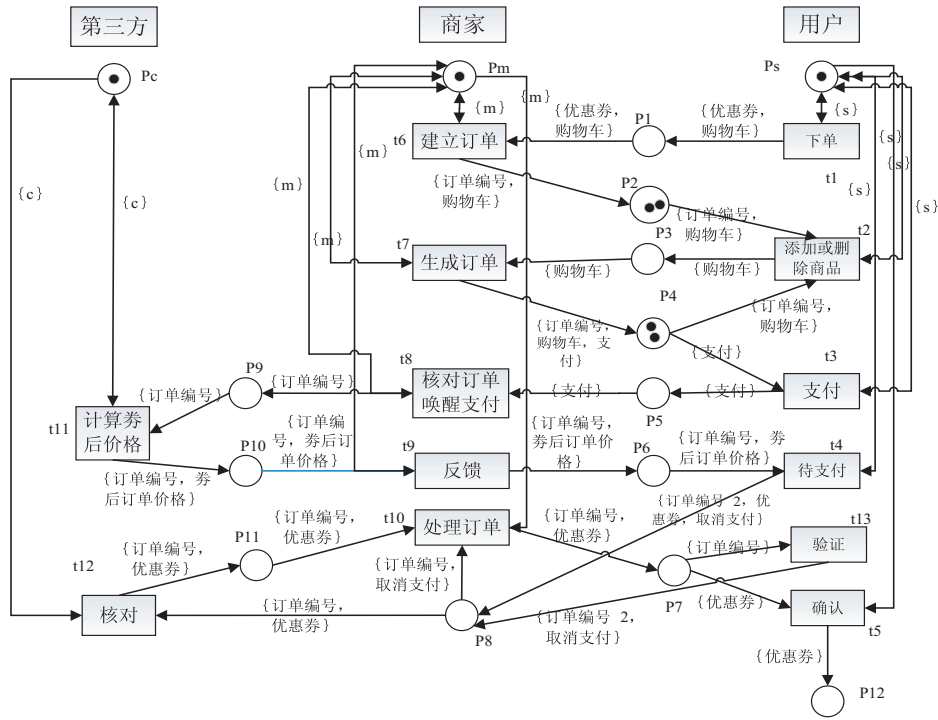 第三方
商家
用户
Pc
Pm
Ps
{m}
{m}
{优惠券，
购物车}
P1
{优惠券，
购物车}
{s}
t6
建立订单
下单
{s}
{m}
{s}
t1
{c}
{c}
{m}
{订单编号，
购物车}
P2
{s}
{s}
{订单编号，
购物车}
{m}
t7
P3
t2
生成订单
{购物车}
{购物车}
添加或删
除商品
P4
{订单编号，
购物车，支
付}
{订单编号，
购物车}
{支付}
t8
t3
P9
{订单编号}
{订单编号}
核对订单
唤醒支付
{支付}
{支付}
支付
P5
t11
计算券
后价格
P10
{订单编
号，券后订
单价格}
t9
反馈
{订单编号，
券后订单价
格}
P6
{订单编号，券
后订单价格}
t4
待支付
{订单编号，券
后订单价格}
{订单编号，
优惠券}
t10
处理订单
{订单编号，
优惠券}
{订单编号 2，优
惠券，取消支付}
t13
{订单编号，
优惠券}
P11
{订单编号}
验证
t12
{订单编号，
取消支付}
核对
{订单编号，
优惠券}
P8
{订单编号 2，
取消支付}
P7
{优惠券}
确认
t5
{优惠券}
P12